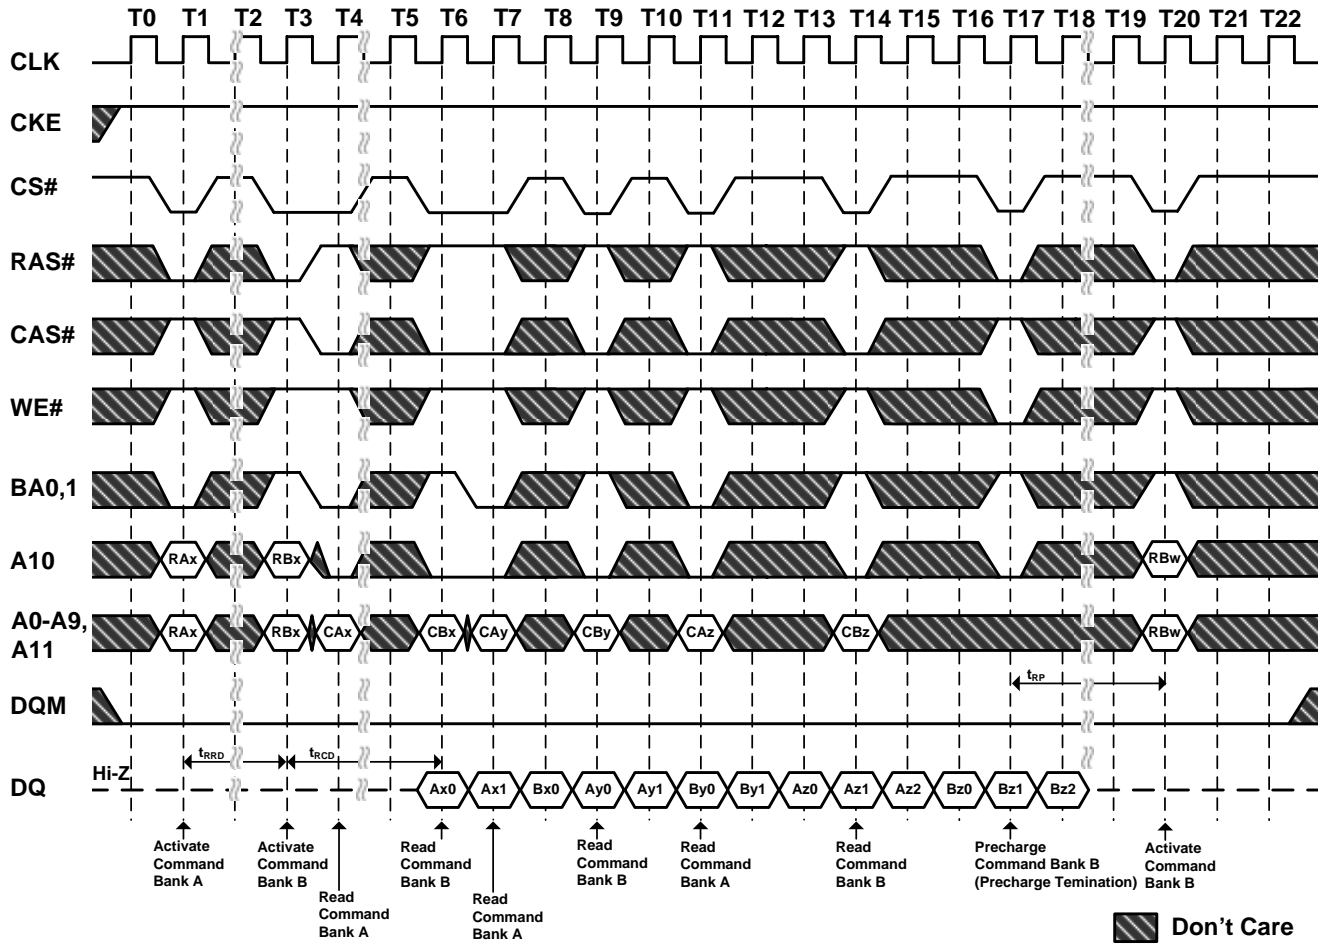 T0 T1 T2 T3 T4 T5 T6 T7 T8 T9 T10 T11 T12 T13 T14 T15 T16 T17 T18 T19 T20 T21 T22
CLK
CKE
CS#
RAS#
CAS#
WE#
BA0,1
A10
RAx RBx RBw
A0-A9,
A11
RAx RBx CAx CBx CAy CBy CAz CBz RBw
tRP
DQM
tRRD tRCD
Hi-Z
DQ
Ax0 Ax1 Bx0 Ay0 Ay1 By0 By1 Az0 Az1 Az2 Bz0 Bz1 Bz2
Activate
Command
Bank A
Activate
Command
Bank B
Read
Command
Bank A
Read
Command
Bank B
Read
Command
Bank A
Read
Command
Bank B
Read
Command
Bank A
Read
Command
Bank B
Precharge
Command Bank B
(Precharge Temination)
Activate
Command
Bank B
Don't Care